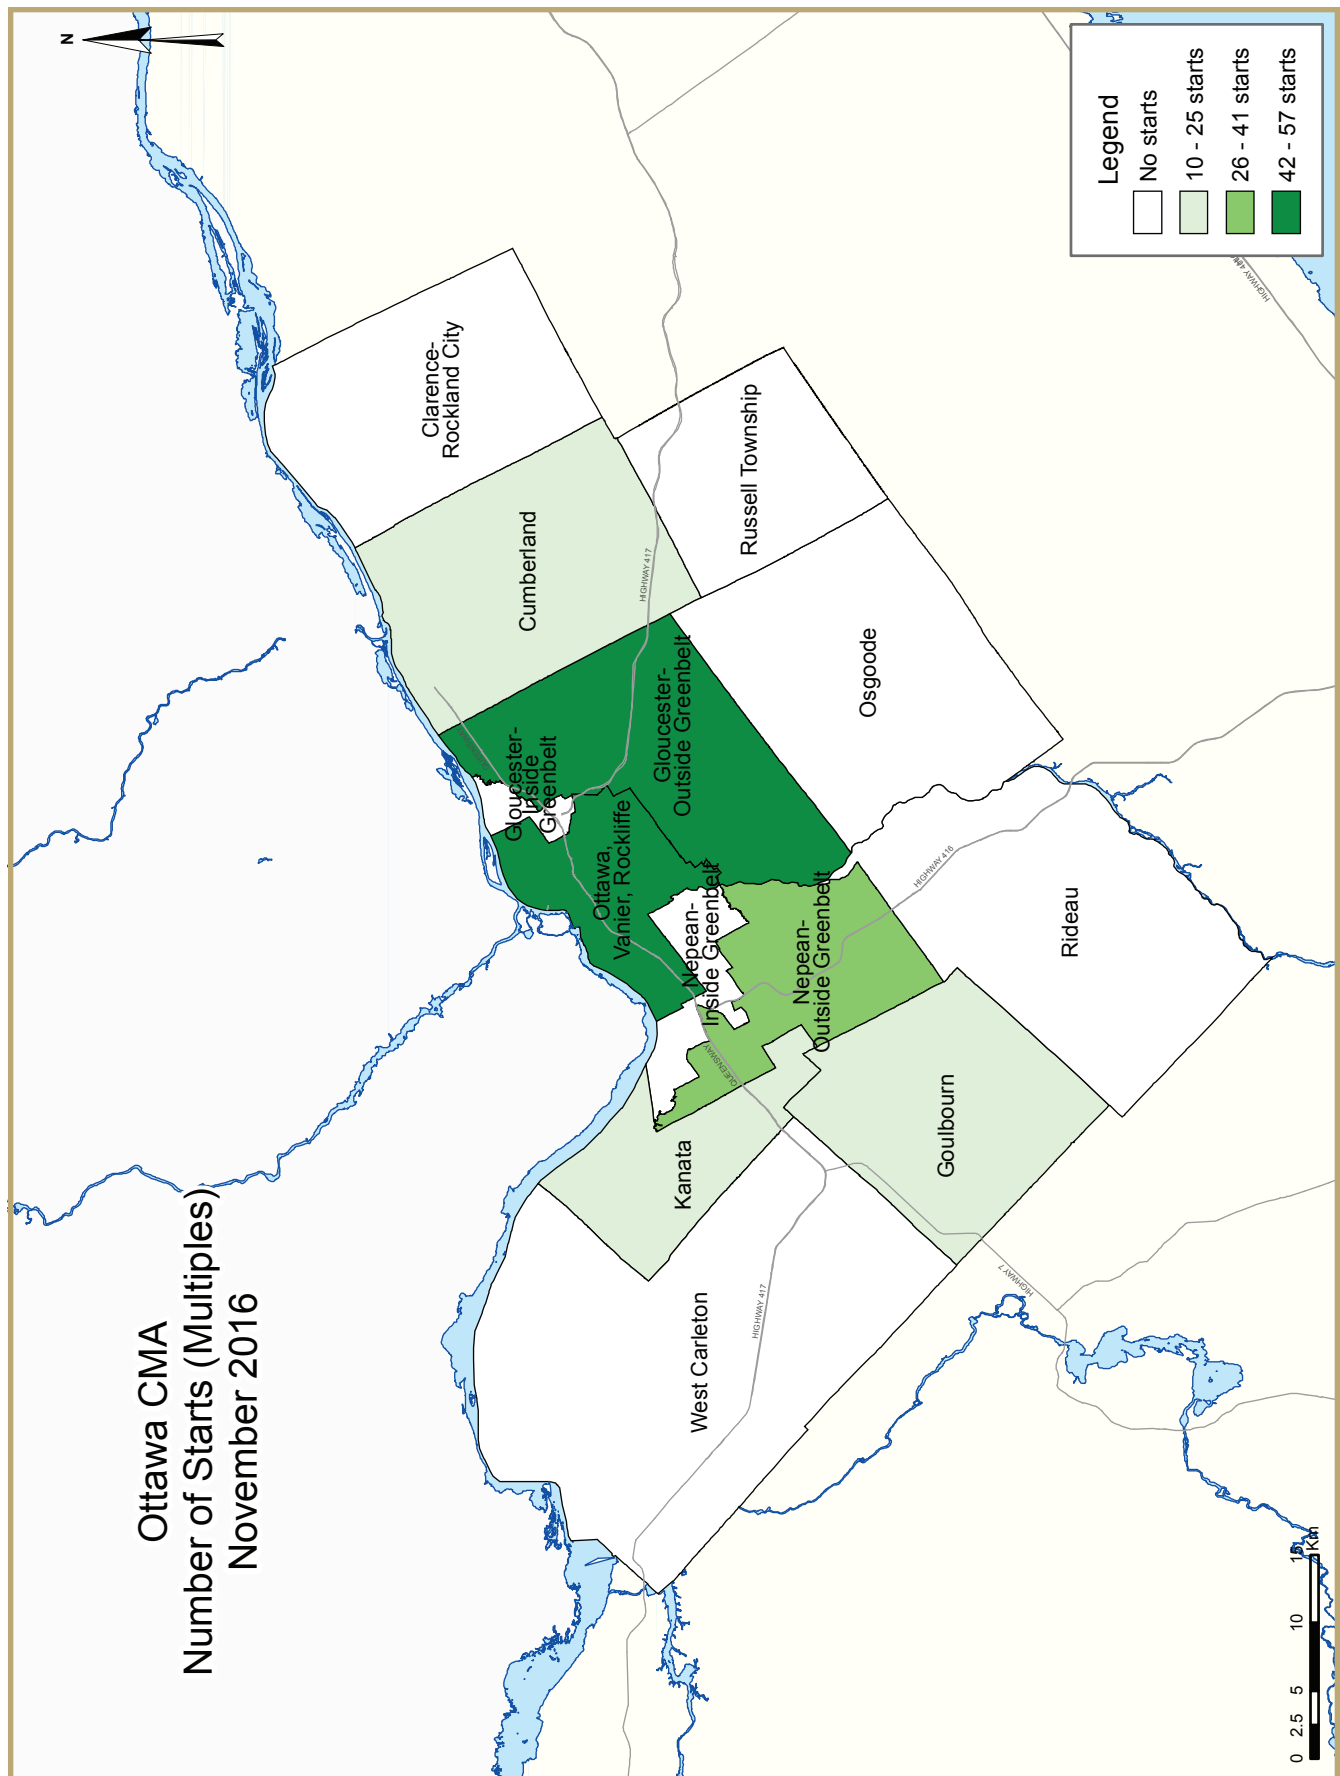 Ottawa CMA
Number of Starts (Multiples)
November 2016
N
Legend
No starts
10 - 25 starts
26 - 41 starts
42 - 57 starts
Clarence-
Rockland City
Cumberland
Russell Township
HIGHWAY 417
Gloucester-
Inside
Greenbelt
Gloucester-
Outside Greenbelt
Osgoode
Ottawa,
Vanier, Rockliffe
Nepean-
Inside Greenbelt
Nepean-
Outside Greenbelt
HIGHWAY 416
Rideau
QUEENSWAY
Kanata
Goulbourn
West Carleton
HIGHWAY 417
HIGHWAY 7
HIGHWAY
0 2.5 5 10 15
Km